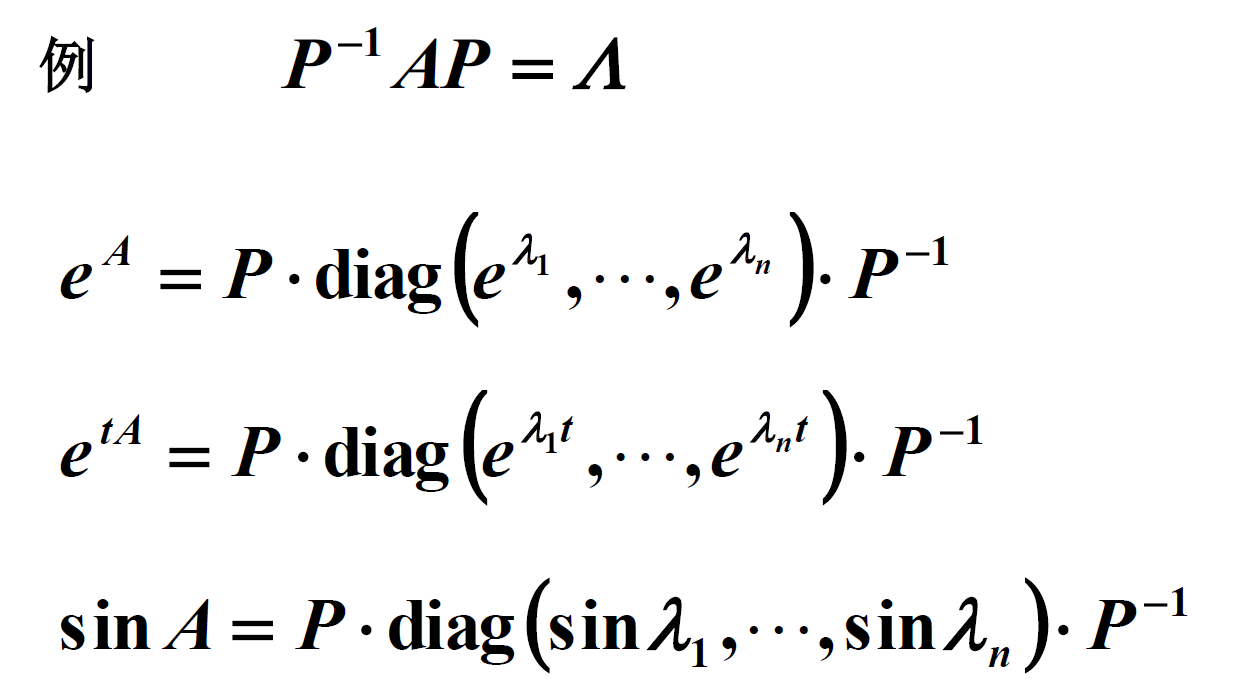 例 P⁻¹AP = Λ
e^A = P · diag(e^{λ₁}, ⋯, e^{λₙ}) · P⁻¹
e^{tA} = P · diag(e^{λ₁t}, ⋯, e^{λₙt}) · P⁻¹
sin A = P · diag(sin λ₁, ⋯, sin λₙ) · P⁻¹